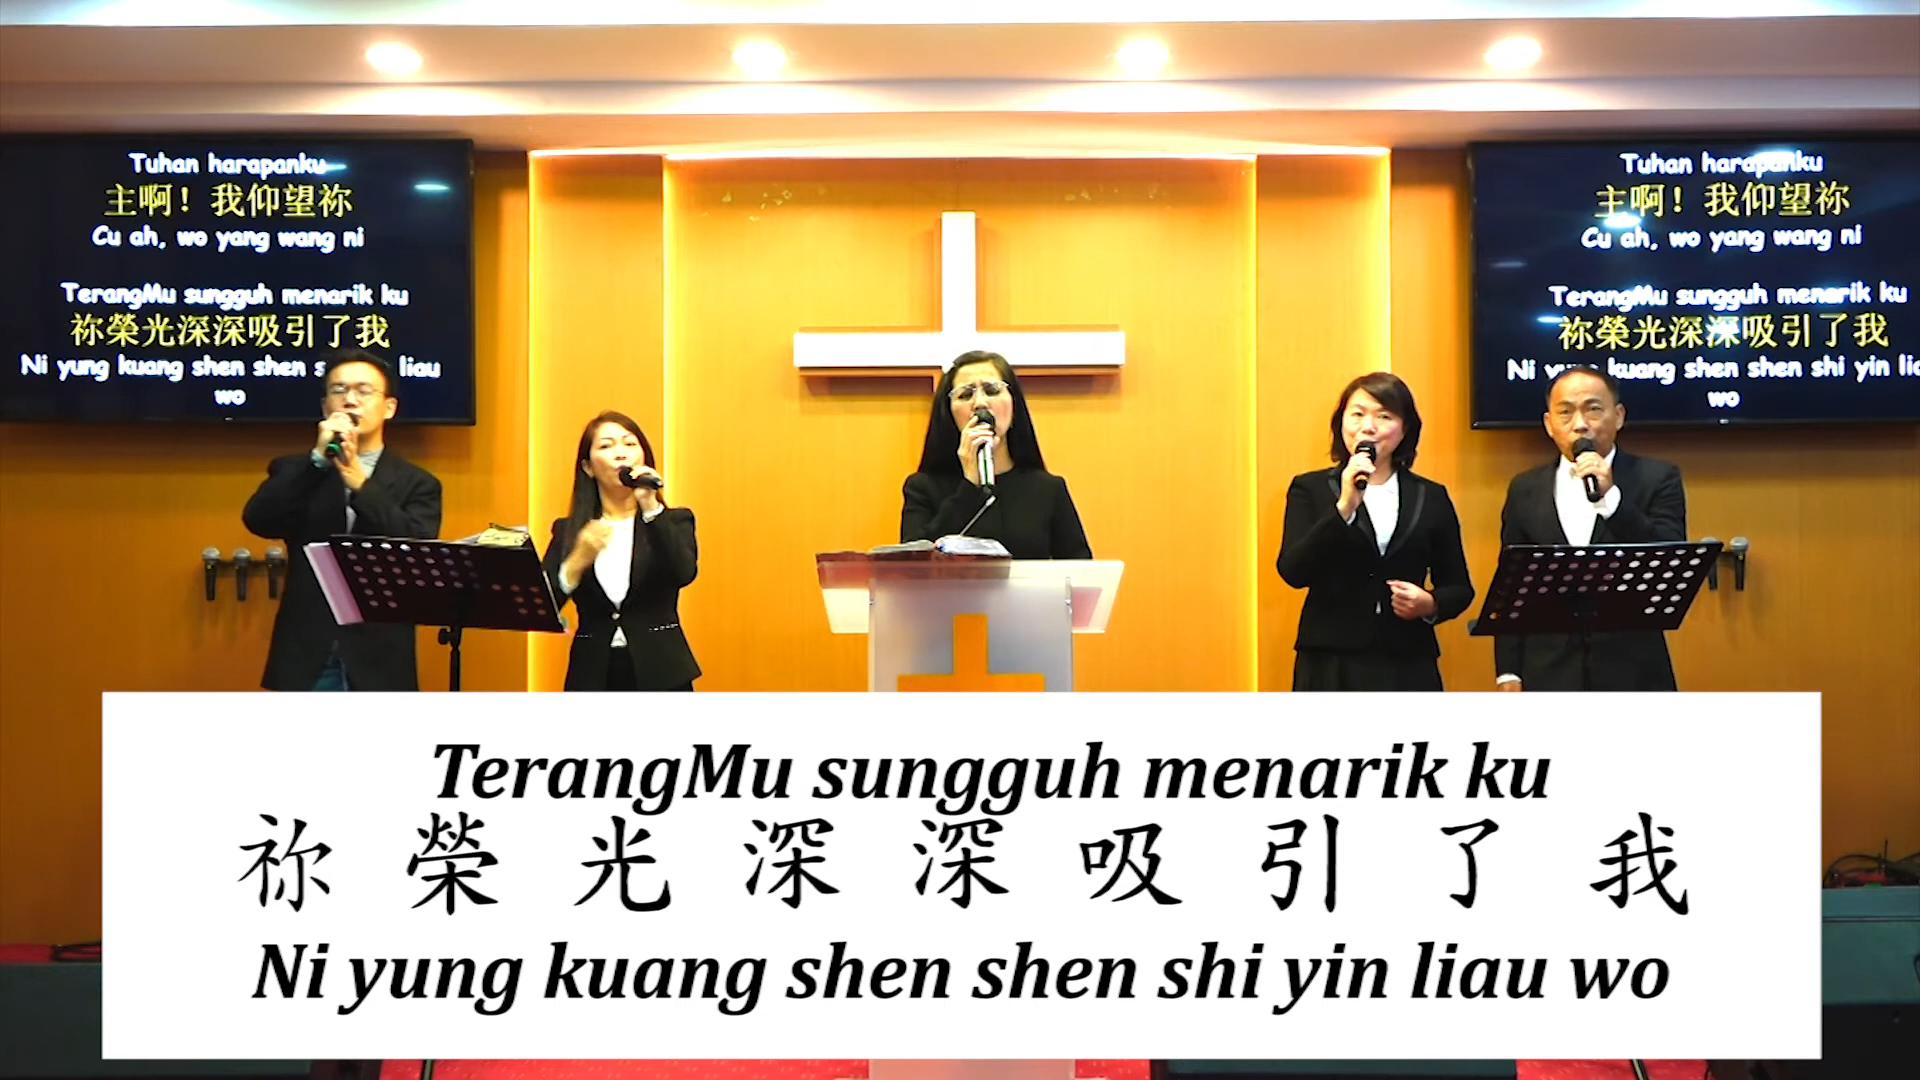 Tuhan harapanku
主啊！我仰望祢
Cu ah, wo yang wang ni
TerangMu sungguh menarik ku
祢榮光深深吸引了我
Ni yung kuang shen shen liau
wo
Tuhan harapanku
主啊！我仰望祢
Cu ah, wo yang wang ni
TerangMu sungguh menarik ku
祢榮光深深吸引了我
Ni yung kuang shen shen shi yin
wo
TerangMu sungguh menarik ku
祢榮光深深吸引了我
Ni yung kuang shen shen shi yin liau wo